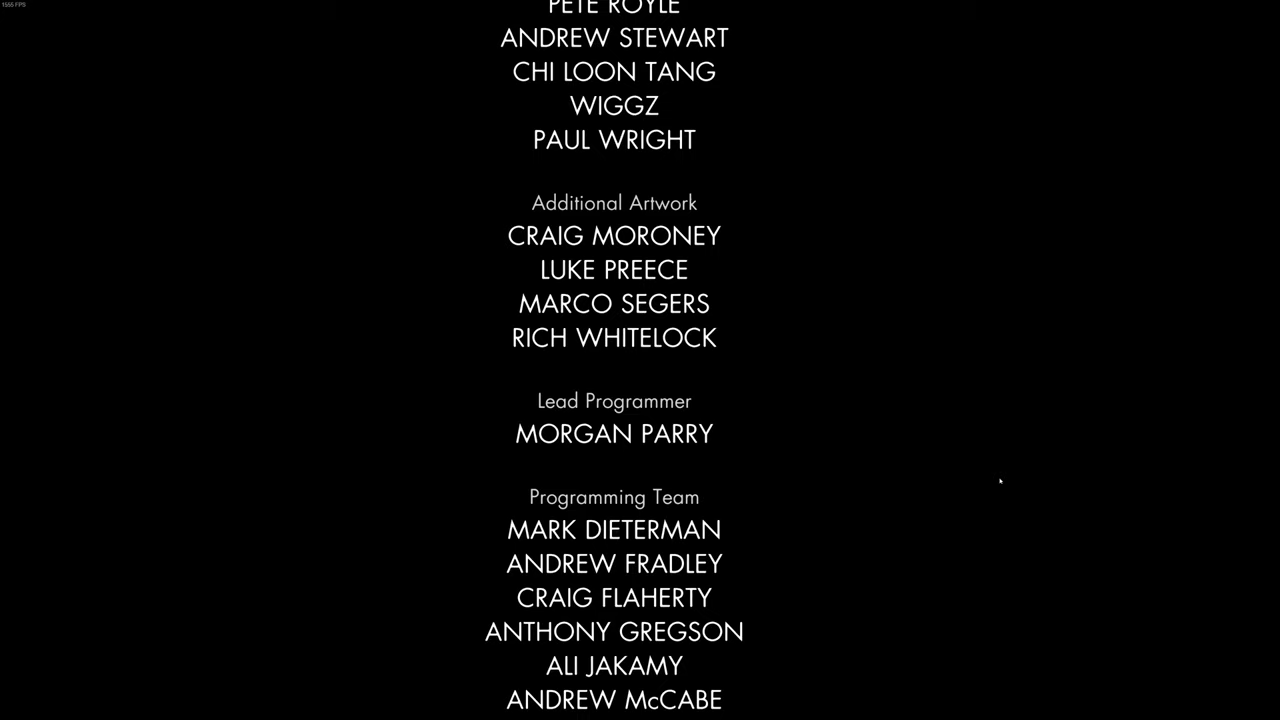 1555 FPS
PETE ROYLE
ANDREW STEWART
CHI LOON TANG
WIGGZ
PAUL WRIGHT
Additional Artwork
CRAIG MORONEY
LUKE PREECE
MARCO SEGERS
RICH WHITELOCK
Lead Programmer
MORGAN PARRY
Programming Team
MARK DIETERMAN
ANDREW FRADLEY
CRAIG FLAHERTY
ANTHONY GREGSON
ALI JAKAMY
ANDREW McCABE